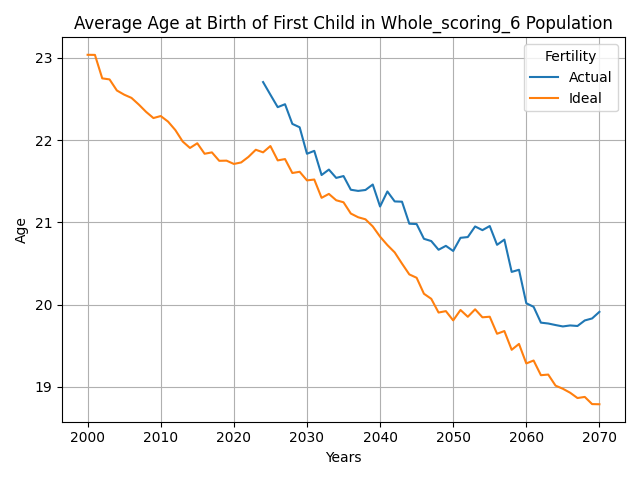 Average Age at Birth of First Child in Whole_scoring_6 Population
Fertility
Actual
Ideal
Age
23
22
21
20
19
2000 2010 2020 2030 2040 2050 2060 2070
Years